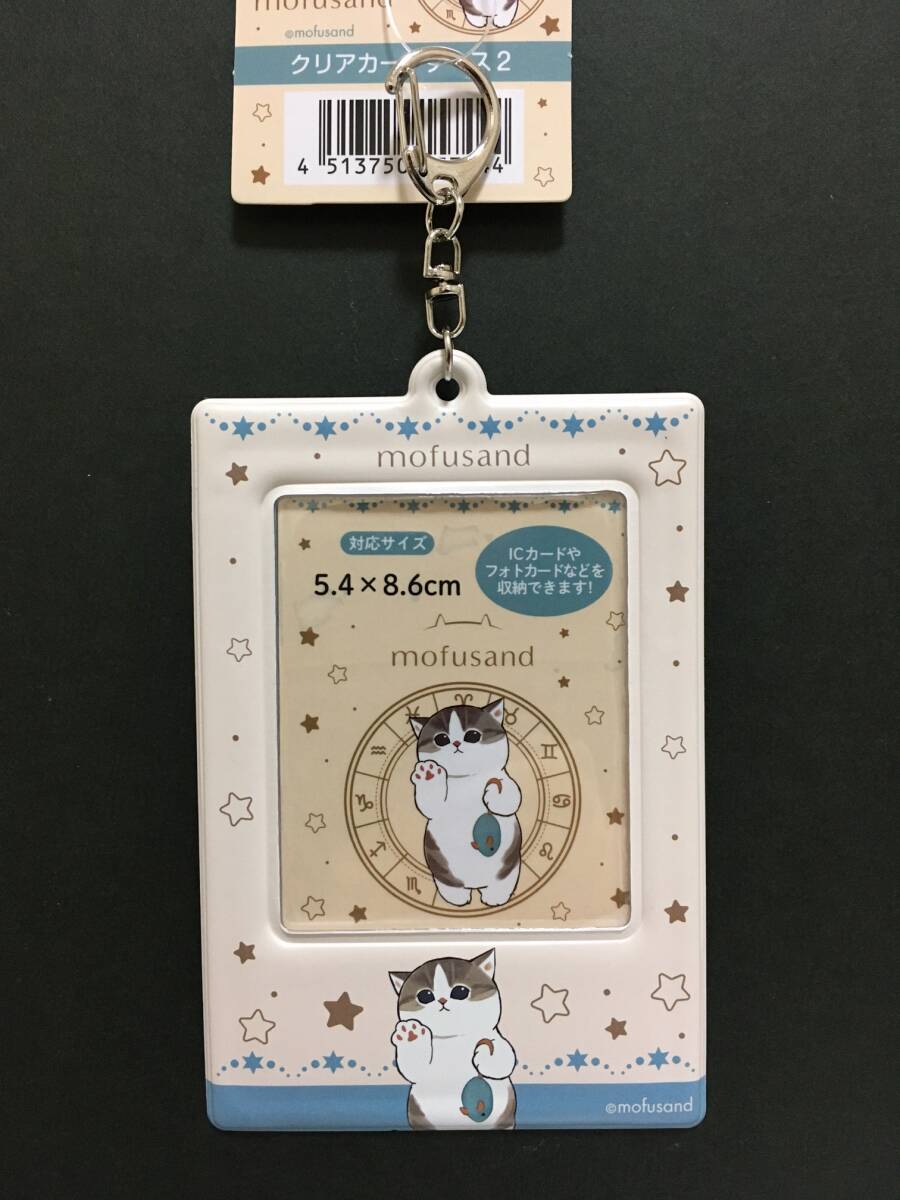 mofusand
©mofusand
クリアカードケース2
4 513750
mofusand
対応サイズ
5.4×8.6cm
ICカードや
フォトカードなどを
収納できます!
mofusand
©mofusand